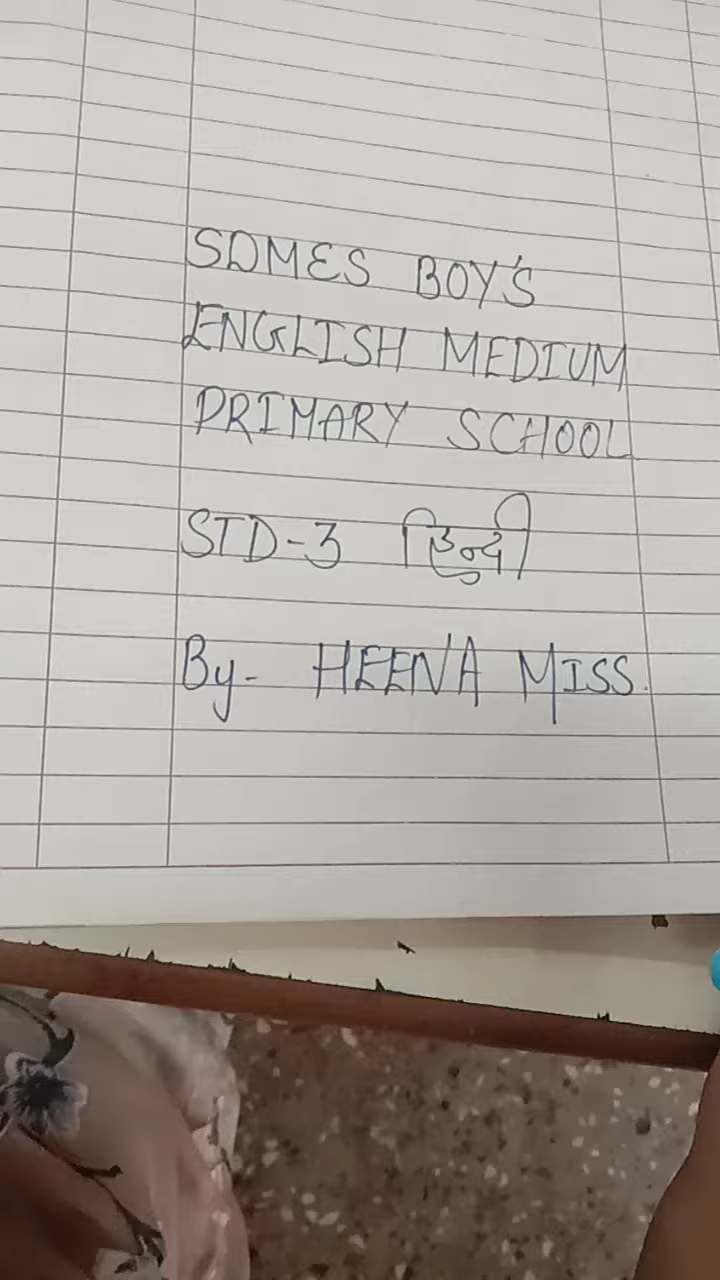 SDMES BOY'S
ENGLISH MEDIUM
PRIMARY SCHOOL
STD-3 हिन्दी
By- HEENA MISS.